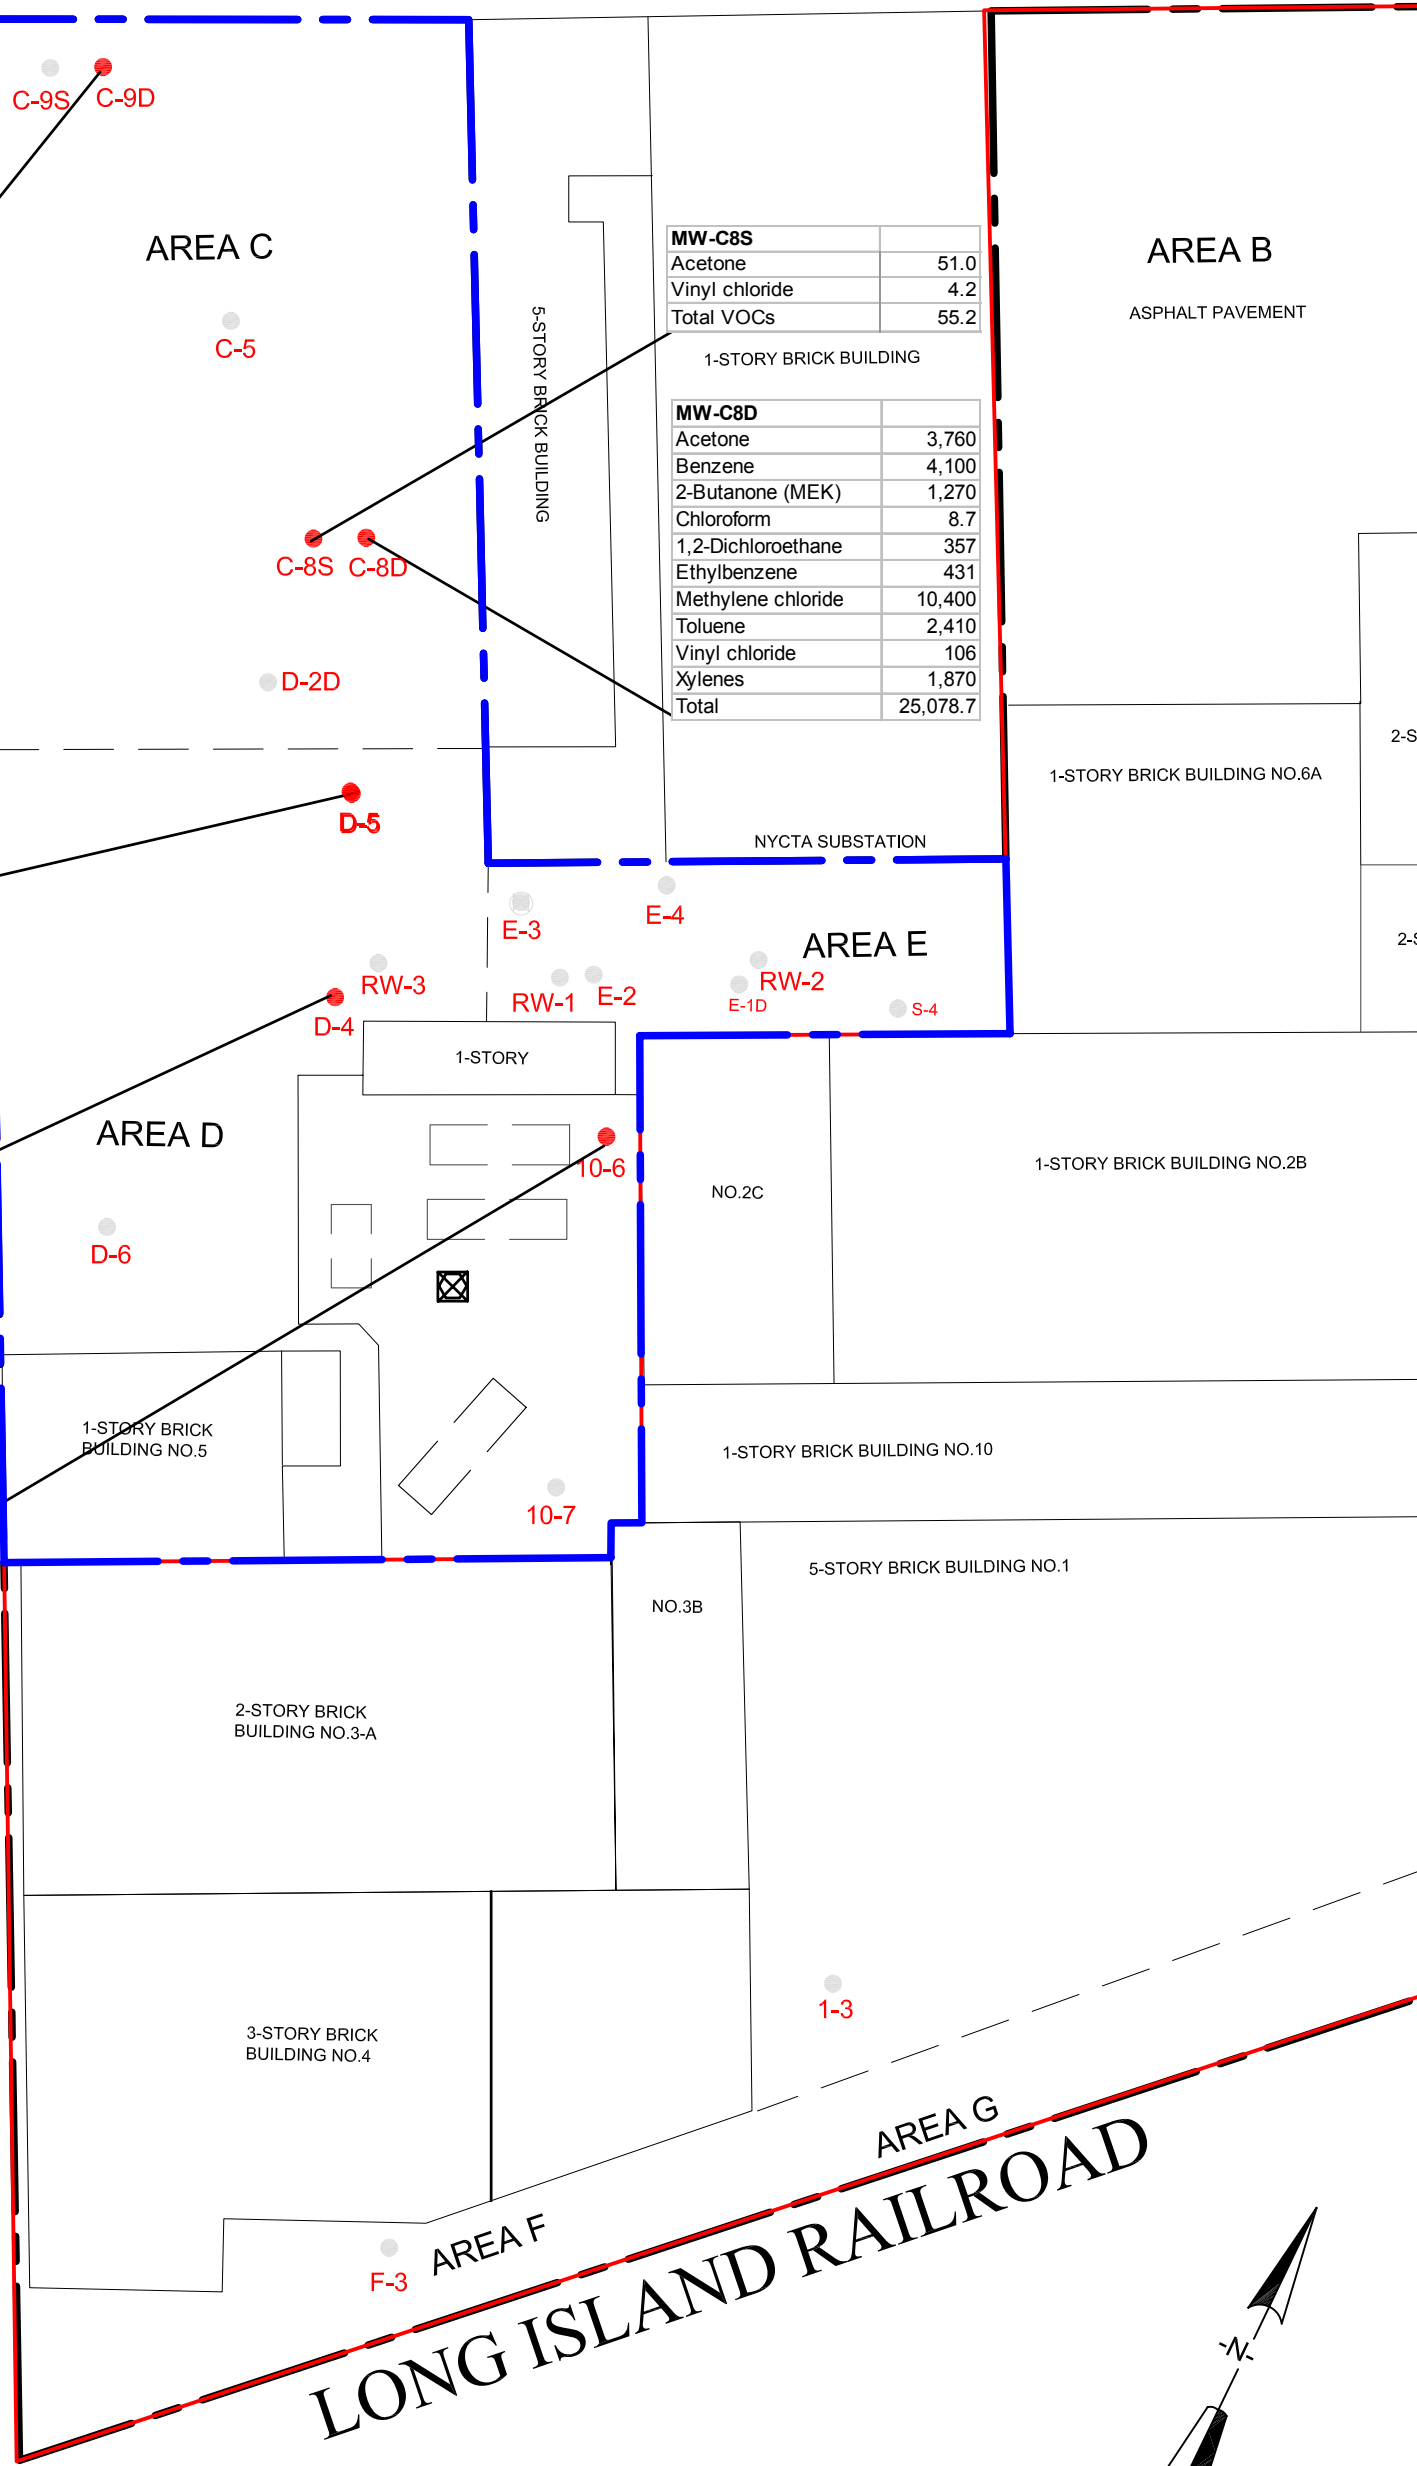 C-9S C-9D
AREA C
AREA B
ASPHALT PAVEMENT
C-5
5-STORY BRICK BUILDING
MW-C8S
Acetone 51.0
Vinyl chloride 4.2
Total VOCs 55.2
1-STORY BRICK BUILDING
MW-C8D
Acetone 3,760
Benzene 4,100
2-Butanone (MEK) 1,270
Chloroform 8.7
1,2-Dichloroethane 357
Ethylbenzene 431
Methylene chloride 10,400
Toluene 2,410
Vinyl chloride 106
Xylenes 1,870
Total 25,078.7
C-8S C-8D
D-2D
2-S
1-STORY BRICK BUILDING NO.6A
D-5
NYCTA SUBSTATION
E-3
E-4
AREA E
2-S
RW-3
RW-1
E-2
RW-2
E-1D
S-4
D-4
1-STORY
AREA D
10-6
1-STORY BRICK BUILDING NO.2B
NO.2C
D-6
1-STORY BRICK
BUILDING NO.5
1-STORY BRICK BUILDING NO.10
10-7
5-STORY BRICK BUILDING NO.1
NO.3B
2-STORY BRICK
BUILDING NO.3-A
1-3
3-STORY BRICK
BUILDING NO.4
AREA G
AREA F
F-3
LONG ISLAND RAILROAD
-N-